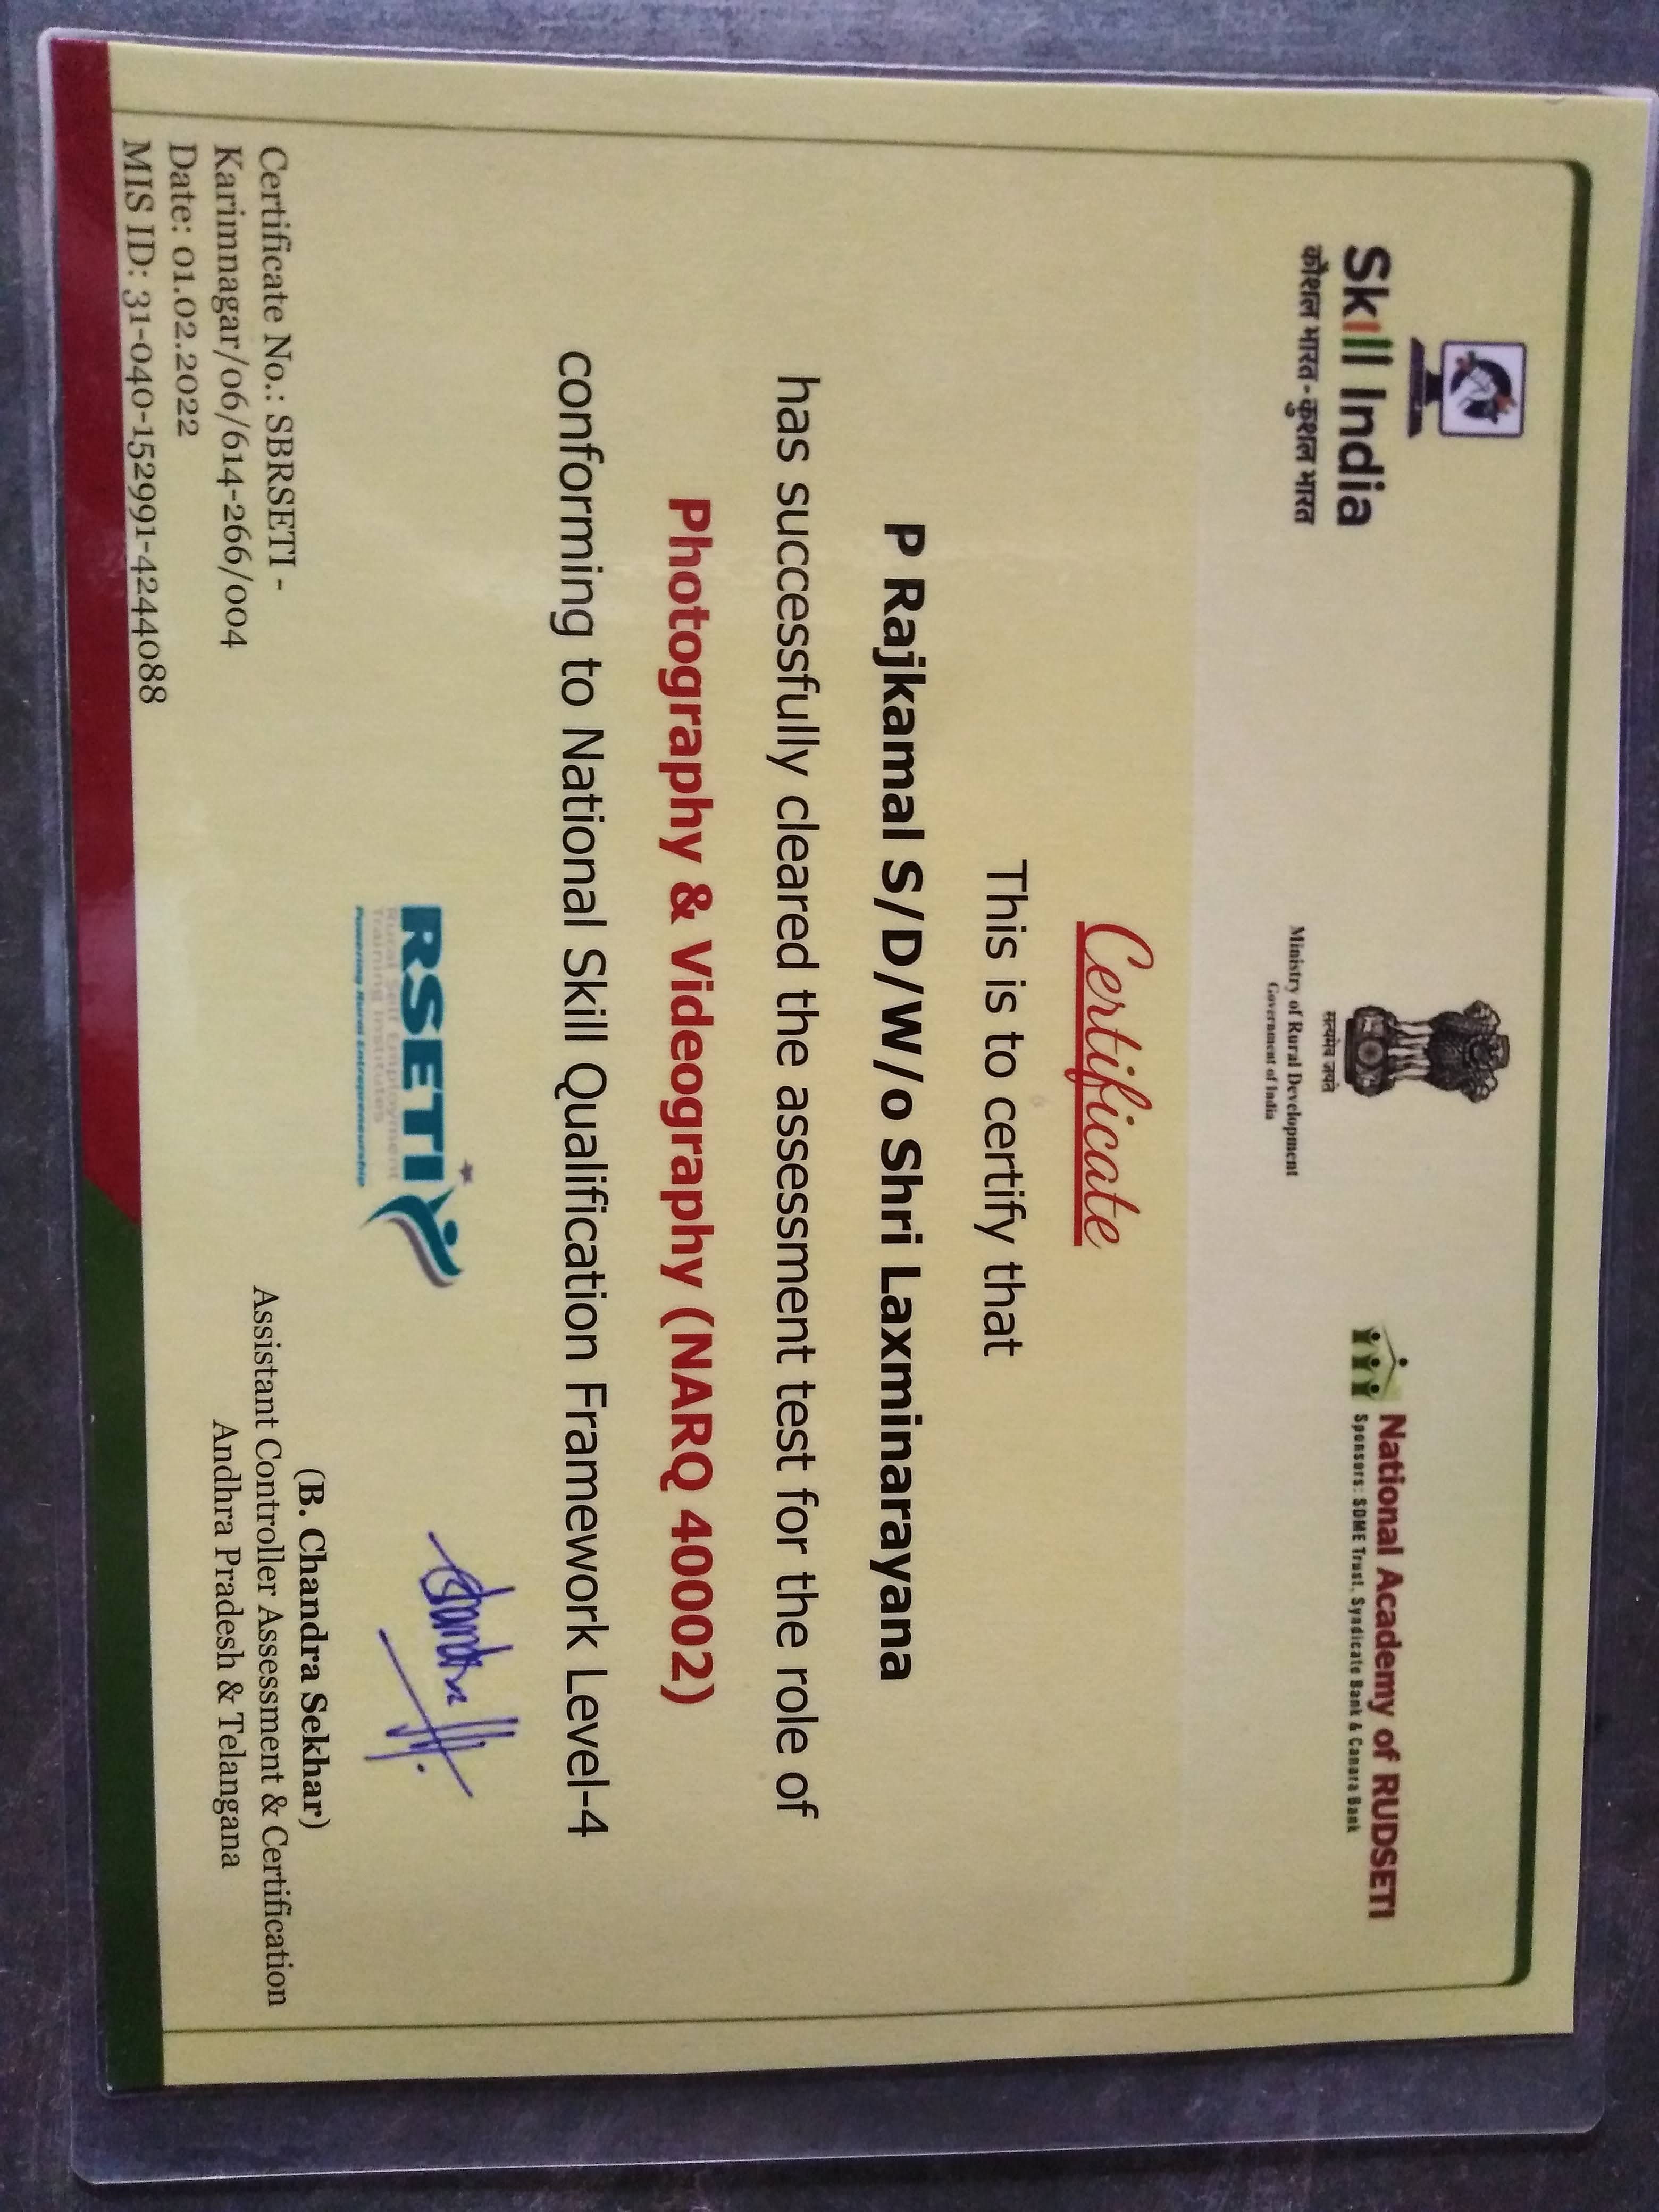 Skill India
कौशल भारत - कुशल भारत
सत्यमेव जयते
Ministry of Rural Development
Government of India
National Academy of RUDSETI
Sponsors: SDME Trust, Syndicate Bank & Canara Bank
Certificate
This is to certify that
P Rajkamal S/D/W/o Shri Laxminarayana
has successfully cleared the assessment test for the role of
Photography & Videography (NARQ 40002)
conforming to National Skill Qualification Framework Level-4
RSETI
Rural Self Employment
Training Institutes
Powering Rural Entrepreneurship
(B. Chandra Sekhar)
Assistant Controller Assessment & Certification
Andhra Pradesh & Telangana
Certificate No.: SBRSETI -
Karimnagar/06/614-266/004
Date: 01.02.2022
MIS ID: 31-040-152991-4244088